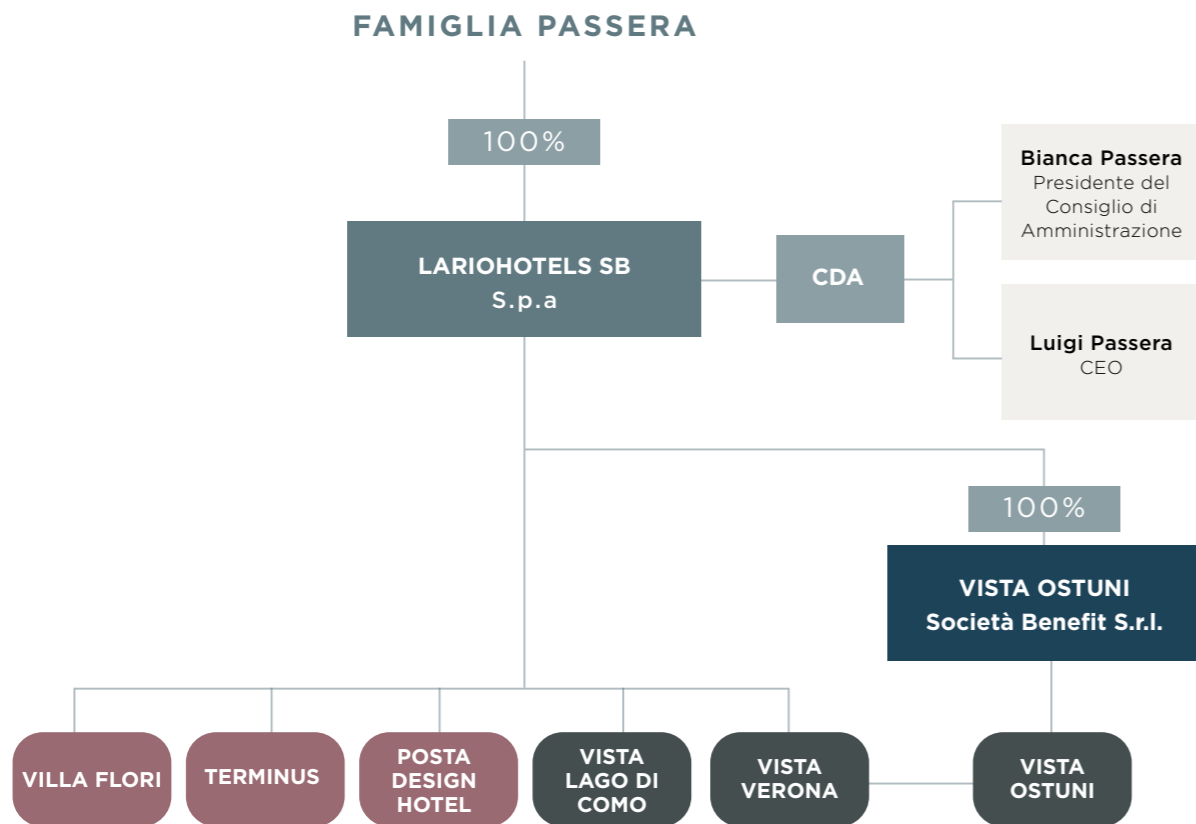 FAMIGLIA PASSERA
100%
LARIOHOTELS SB
S.p.a
CDA
Bianca Passera
Presidente del
Consiglio di
Amministrazione
Luigi Passera
CEO
100%
VISTA OSTUNI
Società Benefit S.r.l.
VILLA FLORI
TERMINUS
POSTA
DESIGN
HOTEL
VISTA
LAGO DI
COMO
VISTA
VERONA
VISTA
OSTUNI